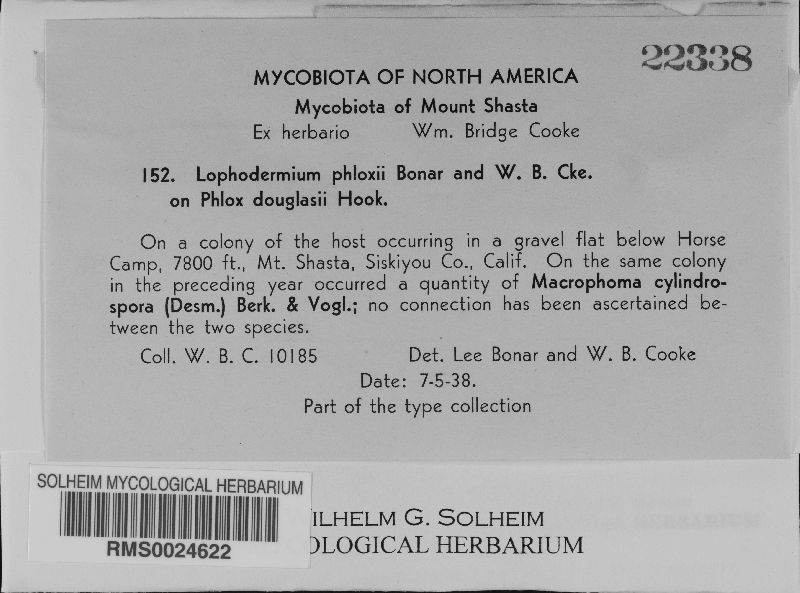 22338
MYCOBIOTA OF NORTH AMERICA
Mycobiota of Mount Shasta
Ex herbario Wm. Bridge Cooke
152. Lophodermium phloxii Bonar and W. B. Cke.
on Phlox douglasii Hook.
On a colony of the host occurring in a gravel flat below Horse
Camp, 7800 ft., Mt. Shasta, Siskiyou Co., Calif. On the same colony
in the preceding year occurred a quantity of Macrophoma cylindro-
spora (Desm.) Berk. & Vogl.; no connection has been ascertained be-
tween the two species.
Coll. W. B. C. 10185 Det. Lee Bonar and W. B. Cooke
Date: 7-5-38.
Part of the type collection
SOLHEIM MYCOLOGICAL HERBARIUM
RMS0024622
ILHELM G. SOLHEIM
OLOGICAL HERBARIUM